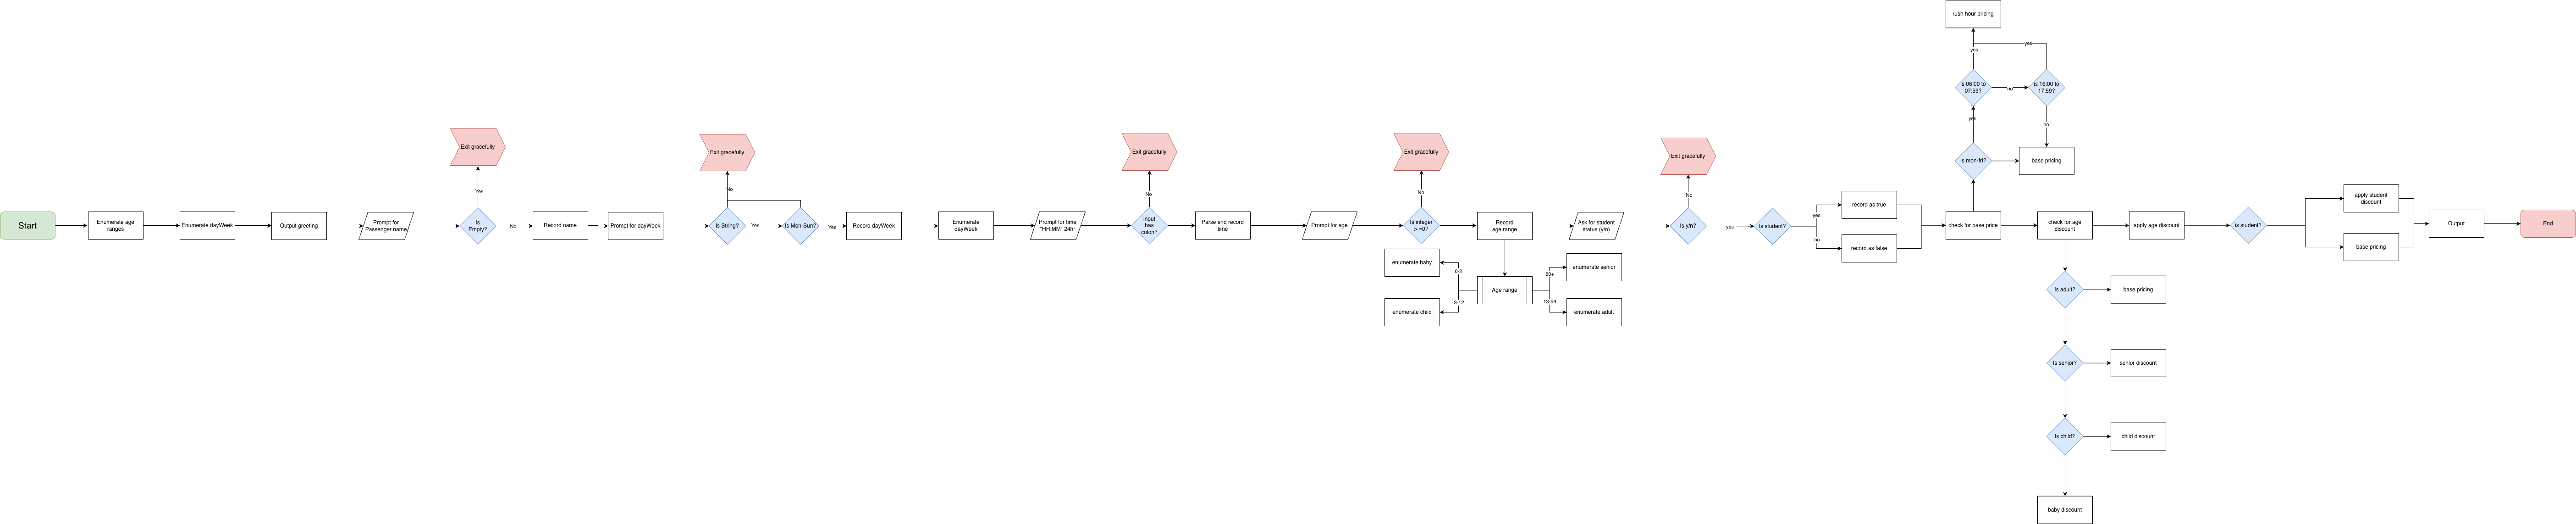 Start
Enumerate age
ranges
Enumerate dayWeek
Output greeting
Prompt for
Passenger name
Is
Empty?
Yes
Exit gracefully
No
Record name
Prompt for dayWeek
Is String?
No
Exit gracefully
Yes
Is Mon-Sun?
Yes
Record dayWeek
Enumerate
dayWeek
Prompt for time
"HH:MM" 24hr
input
has
colon?
No
Exit gracefully
Parse and record
time
Prompt for age
Is integer
> =0?
No
Exit gracefully
Record
age range
Age range
0-2
enumerate baby
3-12
enumerate child
60+
enumerate senior
13-59
enumerate adult
Ask for student
status (y/n)
Is y/n?
No
Exit gracefully
yes
Is student?
yes
record as true
no
record as false
check for base price
Is mon-fri?
yes
base pricing
is 06:00 to
07:59?
yes
rush hour pricing
no
is 16:00 to
17:59?
yes
no
check for age
discount
Is adult?
base pricing
Is senior?
senior discount
Is child?
child discount
baby discount
apply age discount
is student?
apply student
discount
base pricing
Output
End